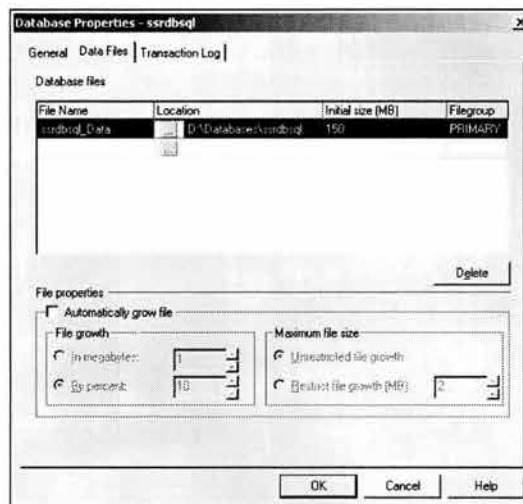 Database Properties - ssrdbsql
General Data Files Transaction Log
Database files
File Name Location Initial size (MB) Filegroup
ssrdbsql_Data ... D:\Databases\ssrdbsql 150 PRIMARY
...
Delete
File properties
Automatically grow file
File growth Maximum file size
In megabytes: 1 Unrestricted file growth
By percent: 10 Restrict file growth (MB) 2
OK Cancel Help